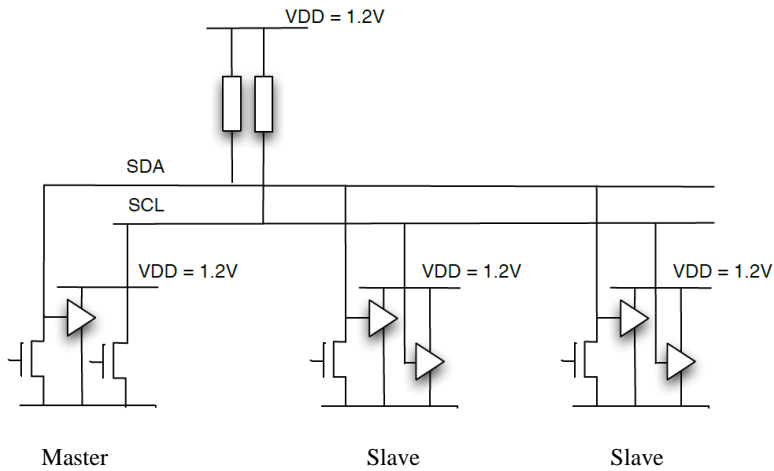 VDD = 1.2V
SDA
SCL
VDD = 1.2V
VDD = 1.2V
VDD = 1.2V
Master
Slave
Slave